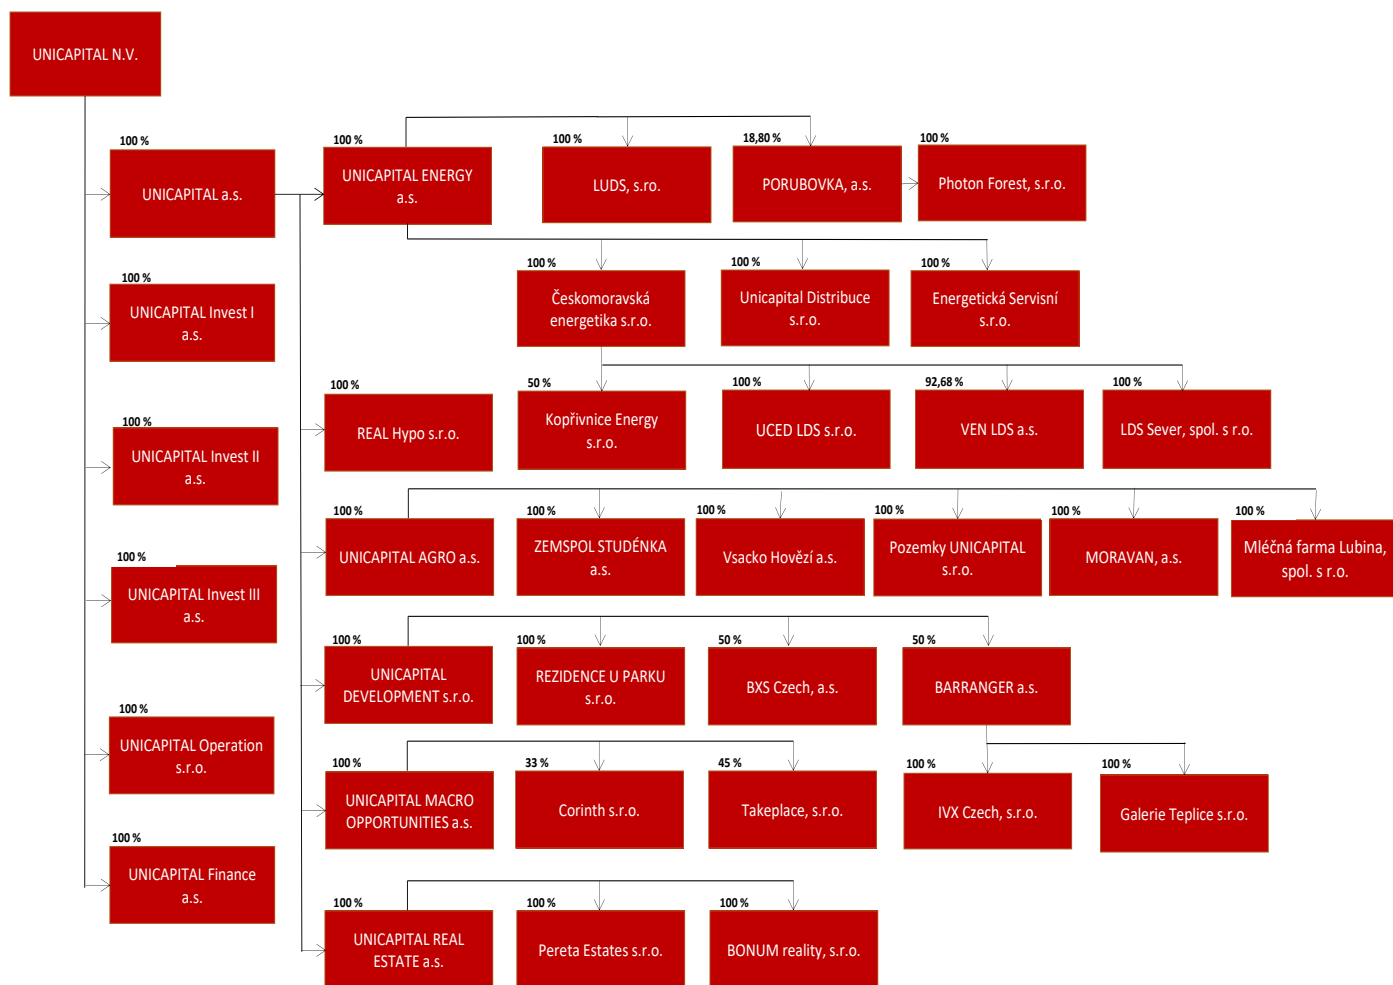 UNICAPITAL N.V.
100 %
UNICAPITAL a.s.
100 %
UNICAPITAL Invest I
a.s.
100 %
UNICAPITAL Invest II
a.s.
100 %
UNICAPITAL Invest III
a.s.
100 %
UNICAPITAL Operation
s.r.o.
100 %
UNICAPITAL Finance
a.s.
100 %
UNICAPITAL ENERGY
a.s.
100 %
LUDS, s.ro.
18,80 %
PORUBOVKA, a.s.
100 %
Photon Forest, s.r.o.
100 %
Českomoravská
energetika s.r.o.
100 %
Unicapital Distribuce
s.r.o.
100 %
Energetická Servisní
s.r.o.
100 %
REAL Hypo s.r.o.
50 %
Kopřivnice Energy
s.r.o.
100 %
UCED LDS s.r.o.
92,68 %
VEN LDS a.s.
100 %
LDS Sever, spol. s r.o.
100 %
UNICAPITAL AGRO a.s.
100 %
ZEMSPOL STUDÉNKA
a.s.
100 %
Vsacko Hovězí a.s.
100 %
Pozemky UNICAPITAL
s.r.o.
100 %
MORAVAN, a.s.
100 %
Mléčná farma Lubina,
spol. s r.o.
100 %
UNICAPITAL
DEVELOPMENT s.r.o.
100 %
REZIDENCE U PARKU
s.r.o.
50 %
BXS Czech, a.s.
50 %
BARRANGER a.s.
100 %
UNICAPITAL MACRO
OPPORTUNITIES a.s.
33 %
Corinth s.r.o.
45 %
Takeplace, s.r.o.
100 %
IVX Czech, s.r.o.
100 %
Galerie Teplice s.r.o.
100 %
UNICAPITAL REAL
ESTATE a.s.
100 %
Pereta Estates s.r.o.
100 %
BONUM reality, s.r.o.